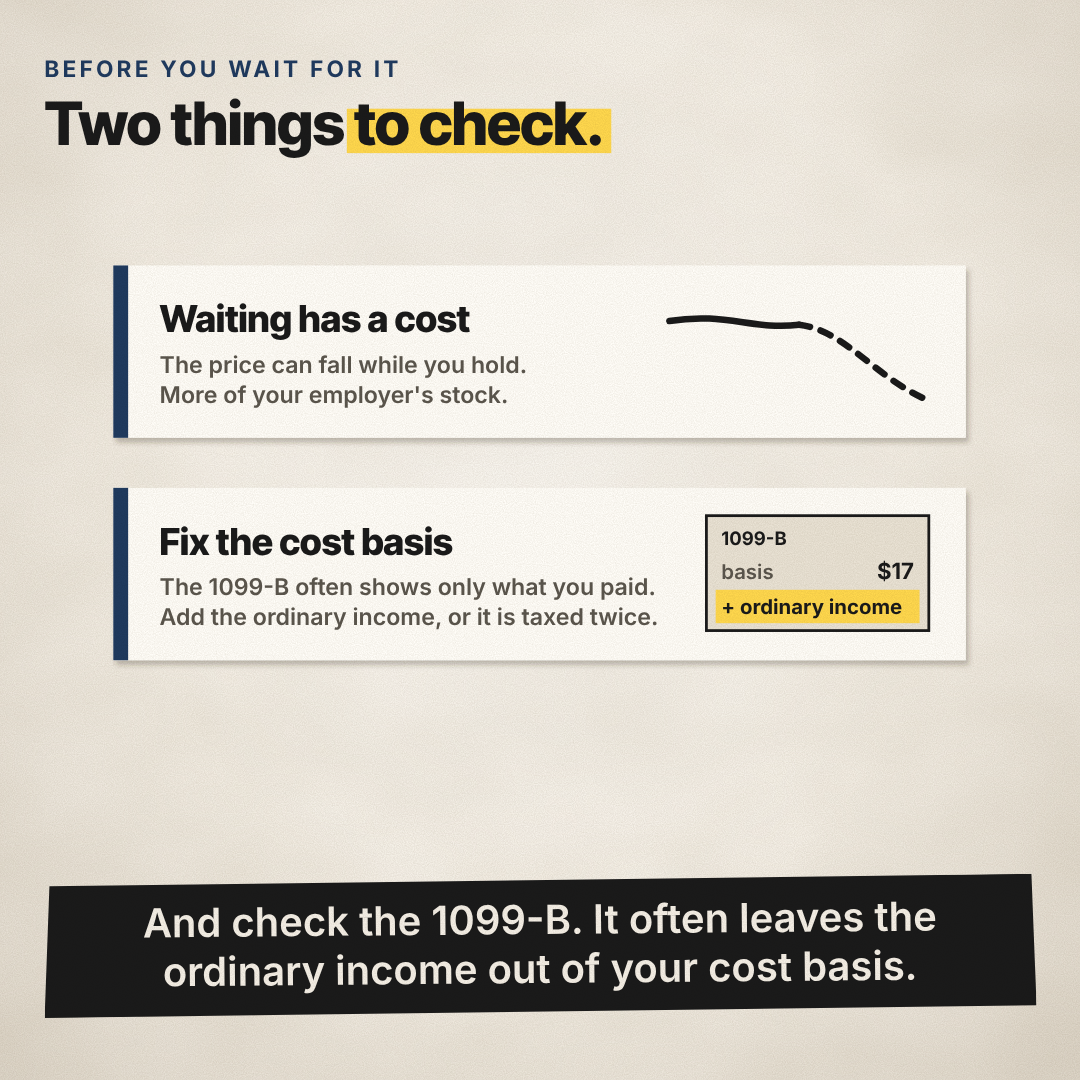 BEFORE YOU WAIT FOR IT
Two things to check.
Waiting has a cost
The price can fall while you hold.
More of your employer's stock.
Fix the cost basis
The 1099-B often shows only what you paid.
Add the ordinary income, or it is taxed twice.
1099-B
basis $17
+ ordinary income
And check the 1099-B. It often leaves the
ordinary income out of your cost basis.